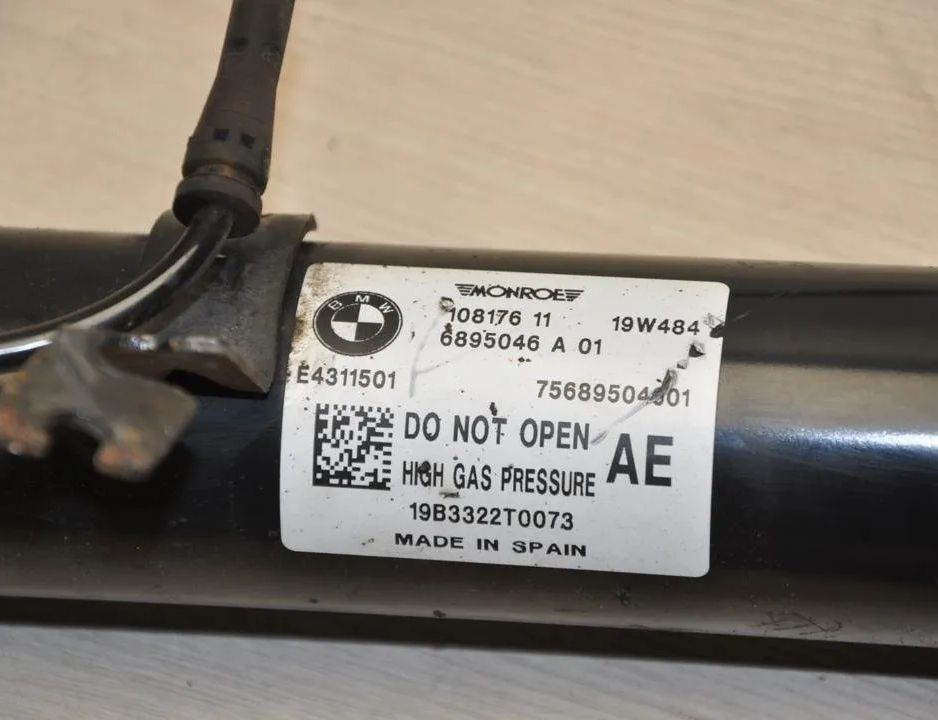 MONROE
BMW
108176 11
19W484
6895046 A 01
E4311501
75689504601
DO NOT OPEN
AE
HIGH GAS PRESSURE
19B3322T0073
MADE IN SPAIN